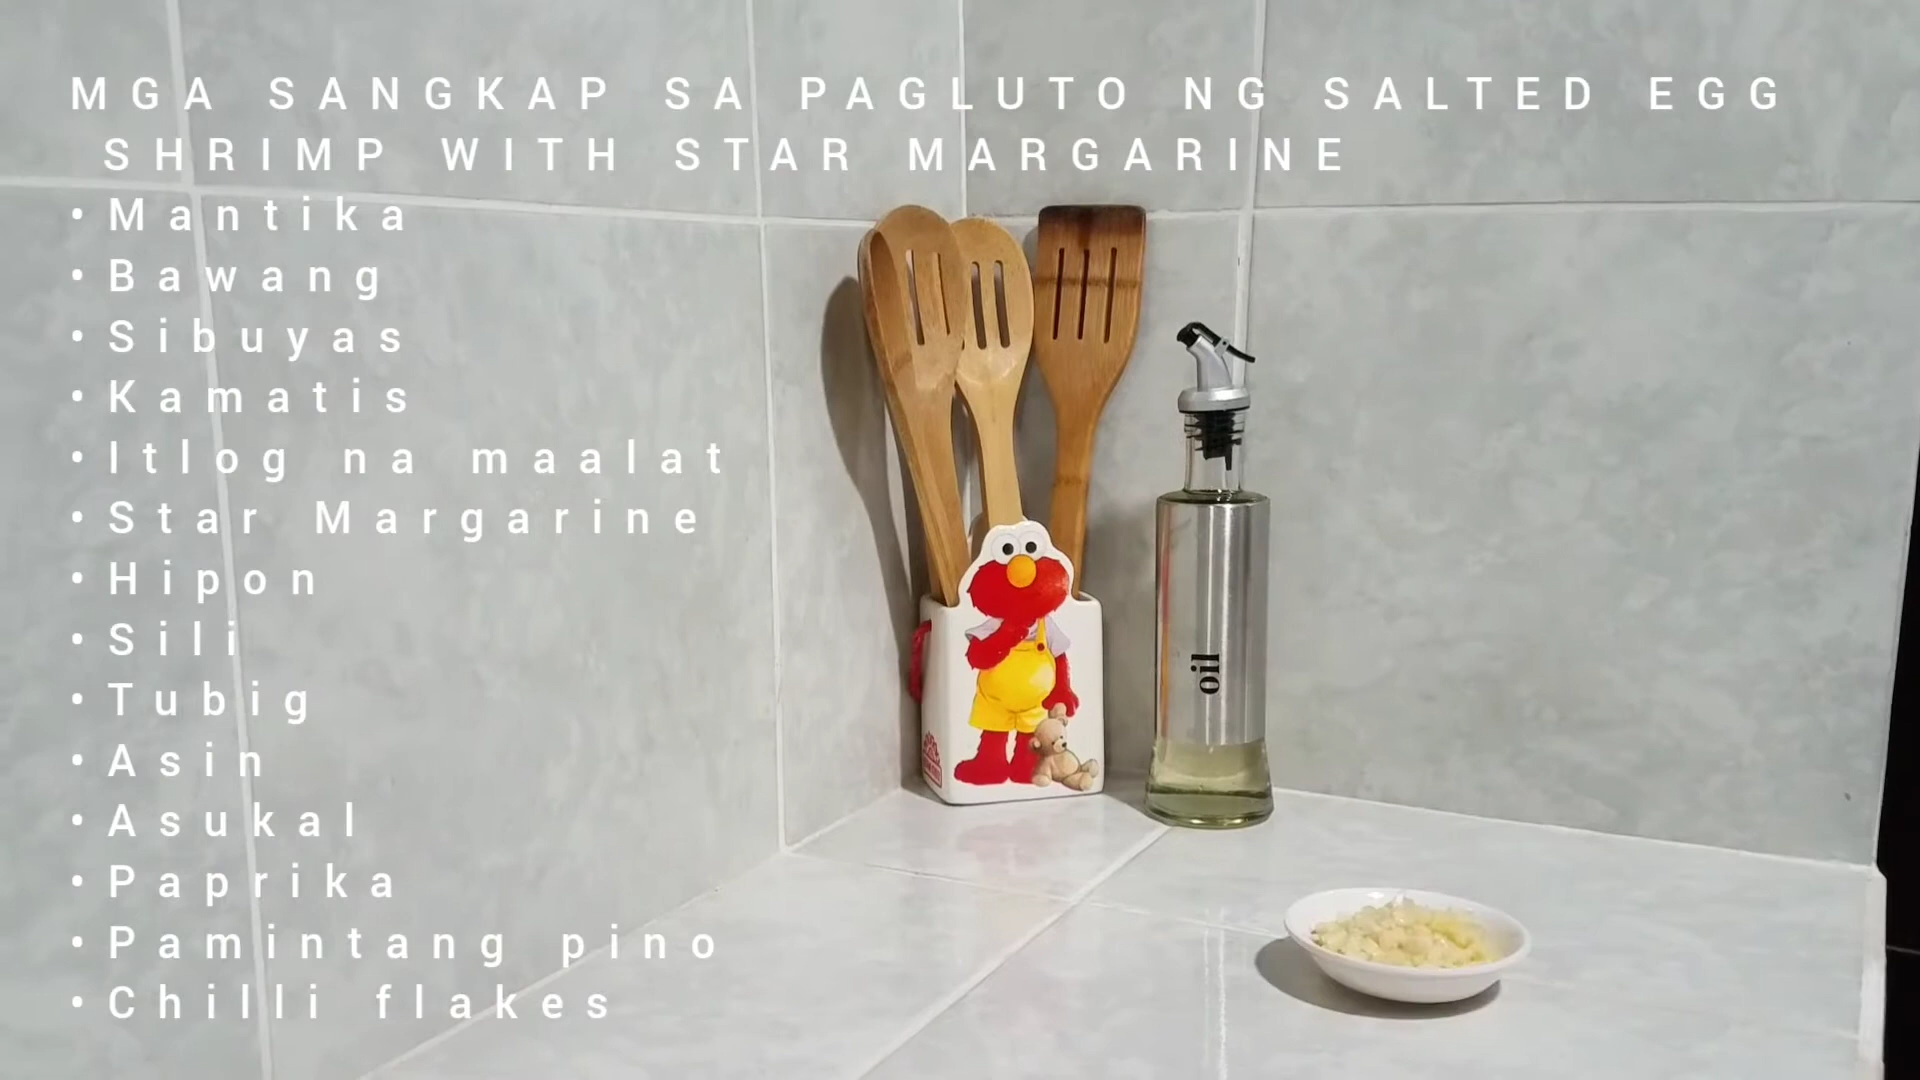 MGA SANGKAP SA PAGLUTO NG SALTED EGG
SHRIMP WITH STAR MARGARINE
• Mantika
• Bawang
• Sibuyas
• Kamatis
• Itlog na maalat
• Star Margarine
• Hipon
• Sili
• Tubig
• Asin
• Asukal
• Paprika
• Pamintang pino
• Chilli flakes
oil